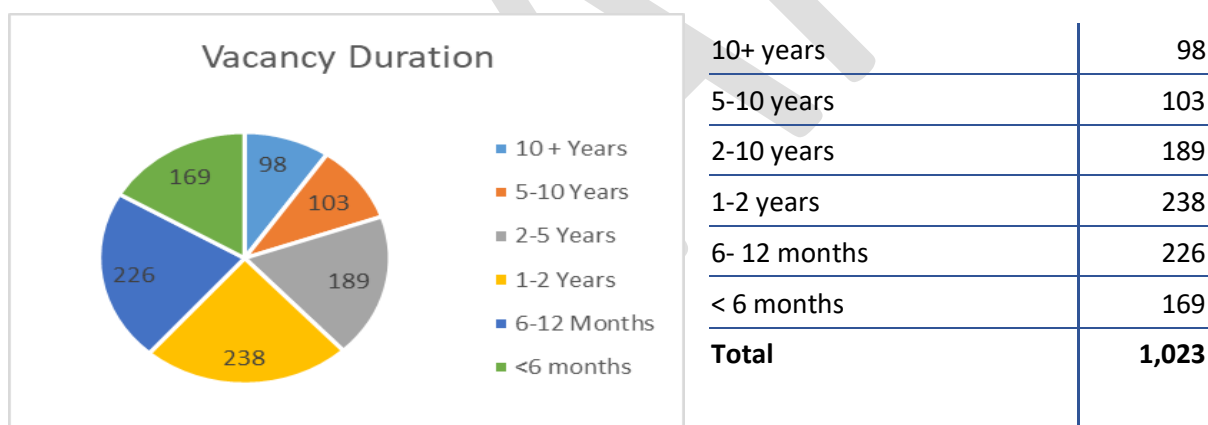 Vacancy Duration
98
103
189
238
226
169
10 + Years
5-10 Years
2-5 Years
1-2 Years
6-12 Months
<6 months
10+ years 98
5-10 years 103
2-10 years 189
1-2 years 238
6- 12 months 226
< 6 months 169
Total 1,023